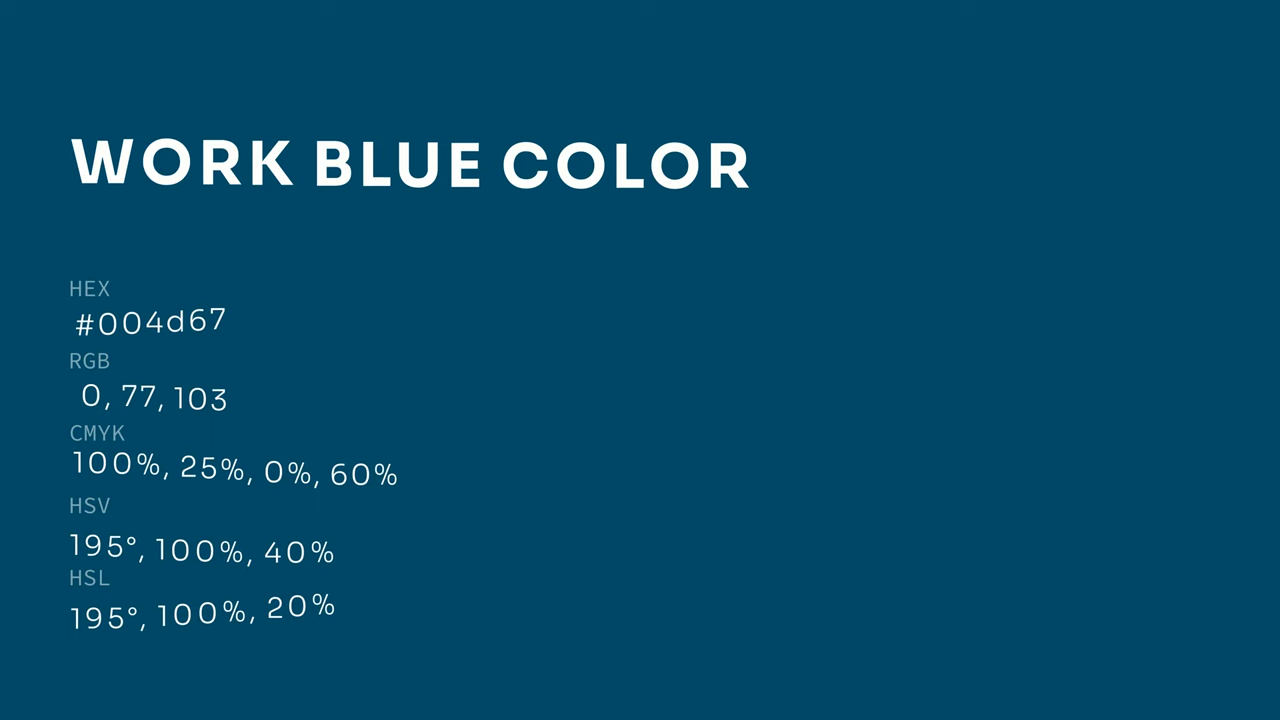 WORK BLUE COLOR
HEX
#004d67
RGB
0, 77, 103
CMYK
100%, 25%, 0%, 60%
HSV
195°, 100%, 40%
HSL
195°, 100%, 20%